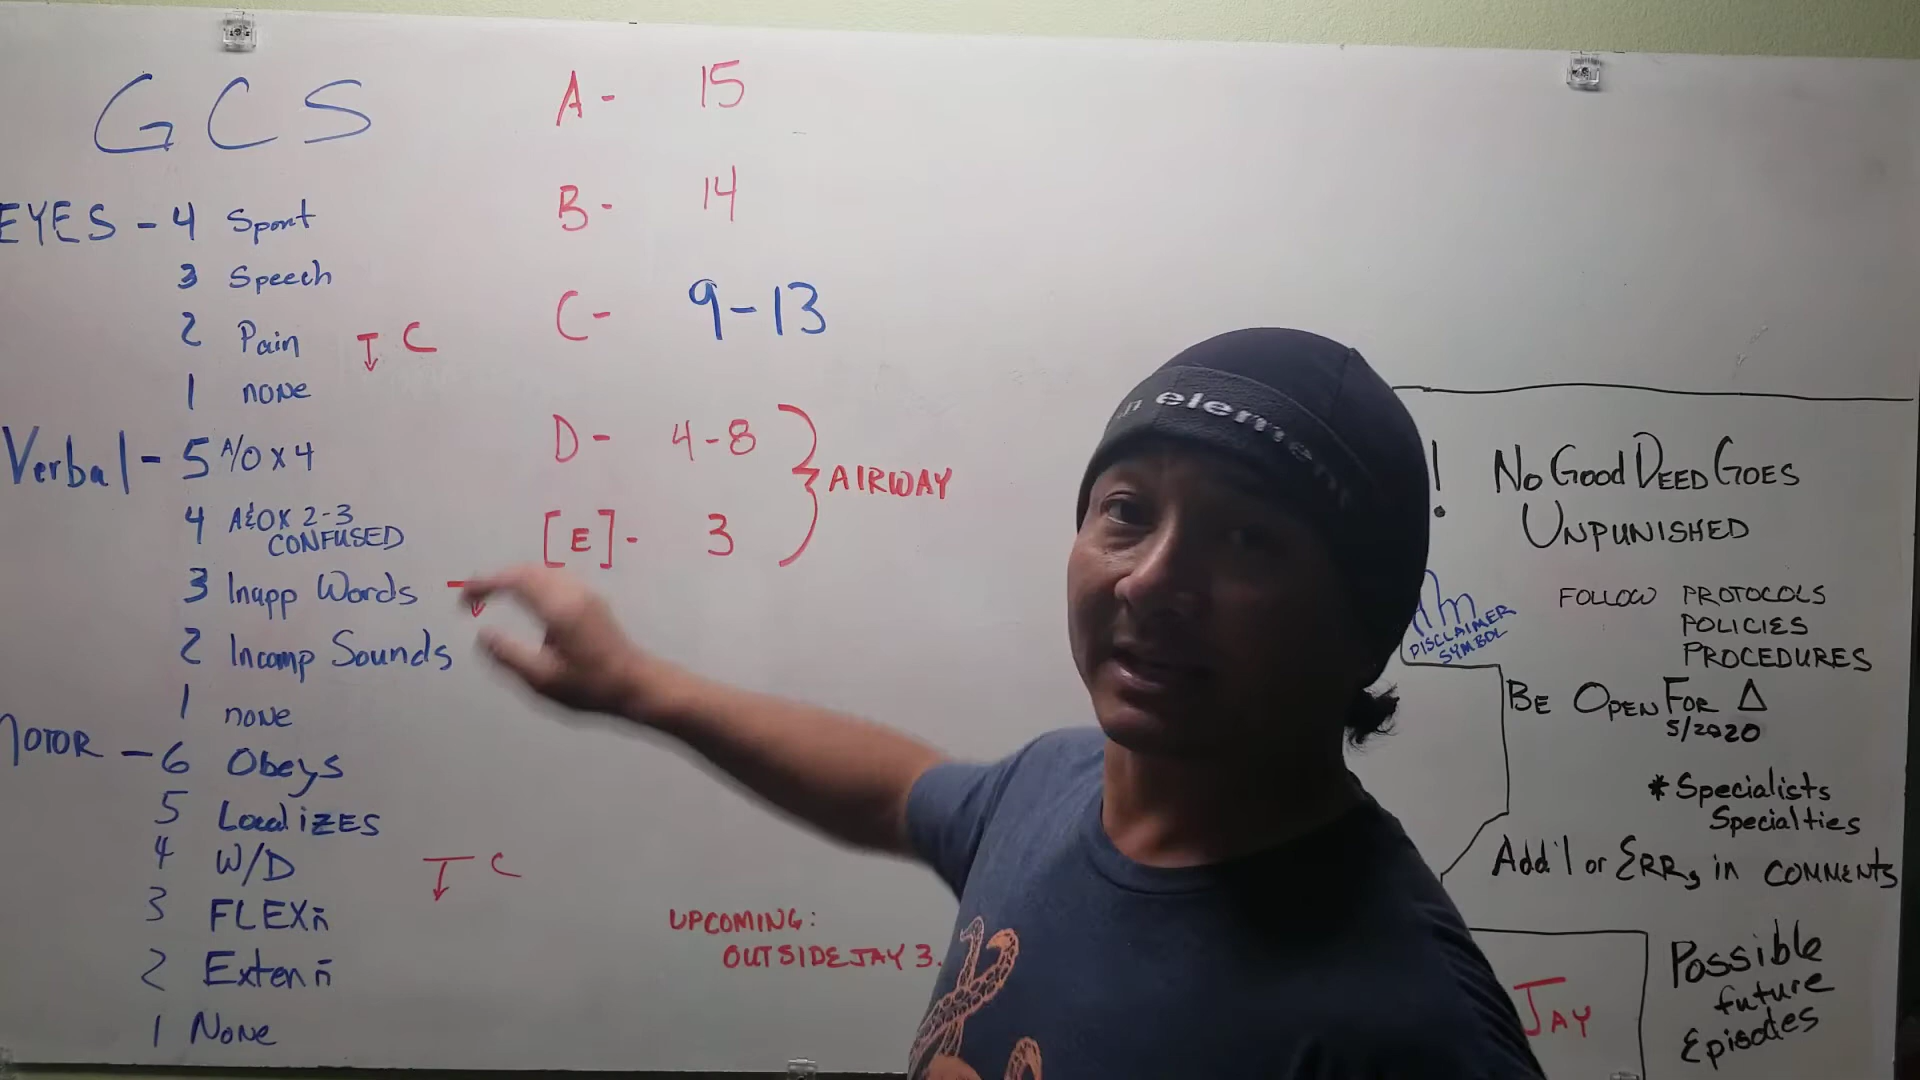 GCS
EYES - 4 Spont
3 Speech
2 Pain
1 none
↓ C
Verbal - 5 A/O x 4
4 A&OX 2-3
CONFUSED
3 Inapp Words
2 Incomp Sounds
1 none
MOTOR - 6 Obeys
5 Localizes
4 W/D
3 FLEXn̄
2 Exten n̄
1 None
↓ C
A- 15
B- 14
C- 9-13
D- 4-8
[E]- 3
} AIRWAY
UPCOMING:
OUTSIDE JAY 3.
element
! No Good Deed Goes
Unpunished
FOLLOW PROTOCOLS
POLICIES
PROCEDURES
DISCLAIMER
SYMBOL
Be Open For Δ
5/2020
* Specialists
Specialties
Add'l or ERRs in COMMENTS
JAY
Possible
future
Episodes